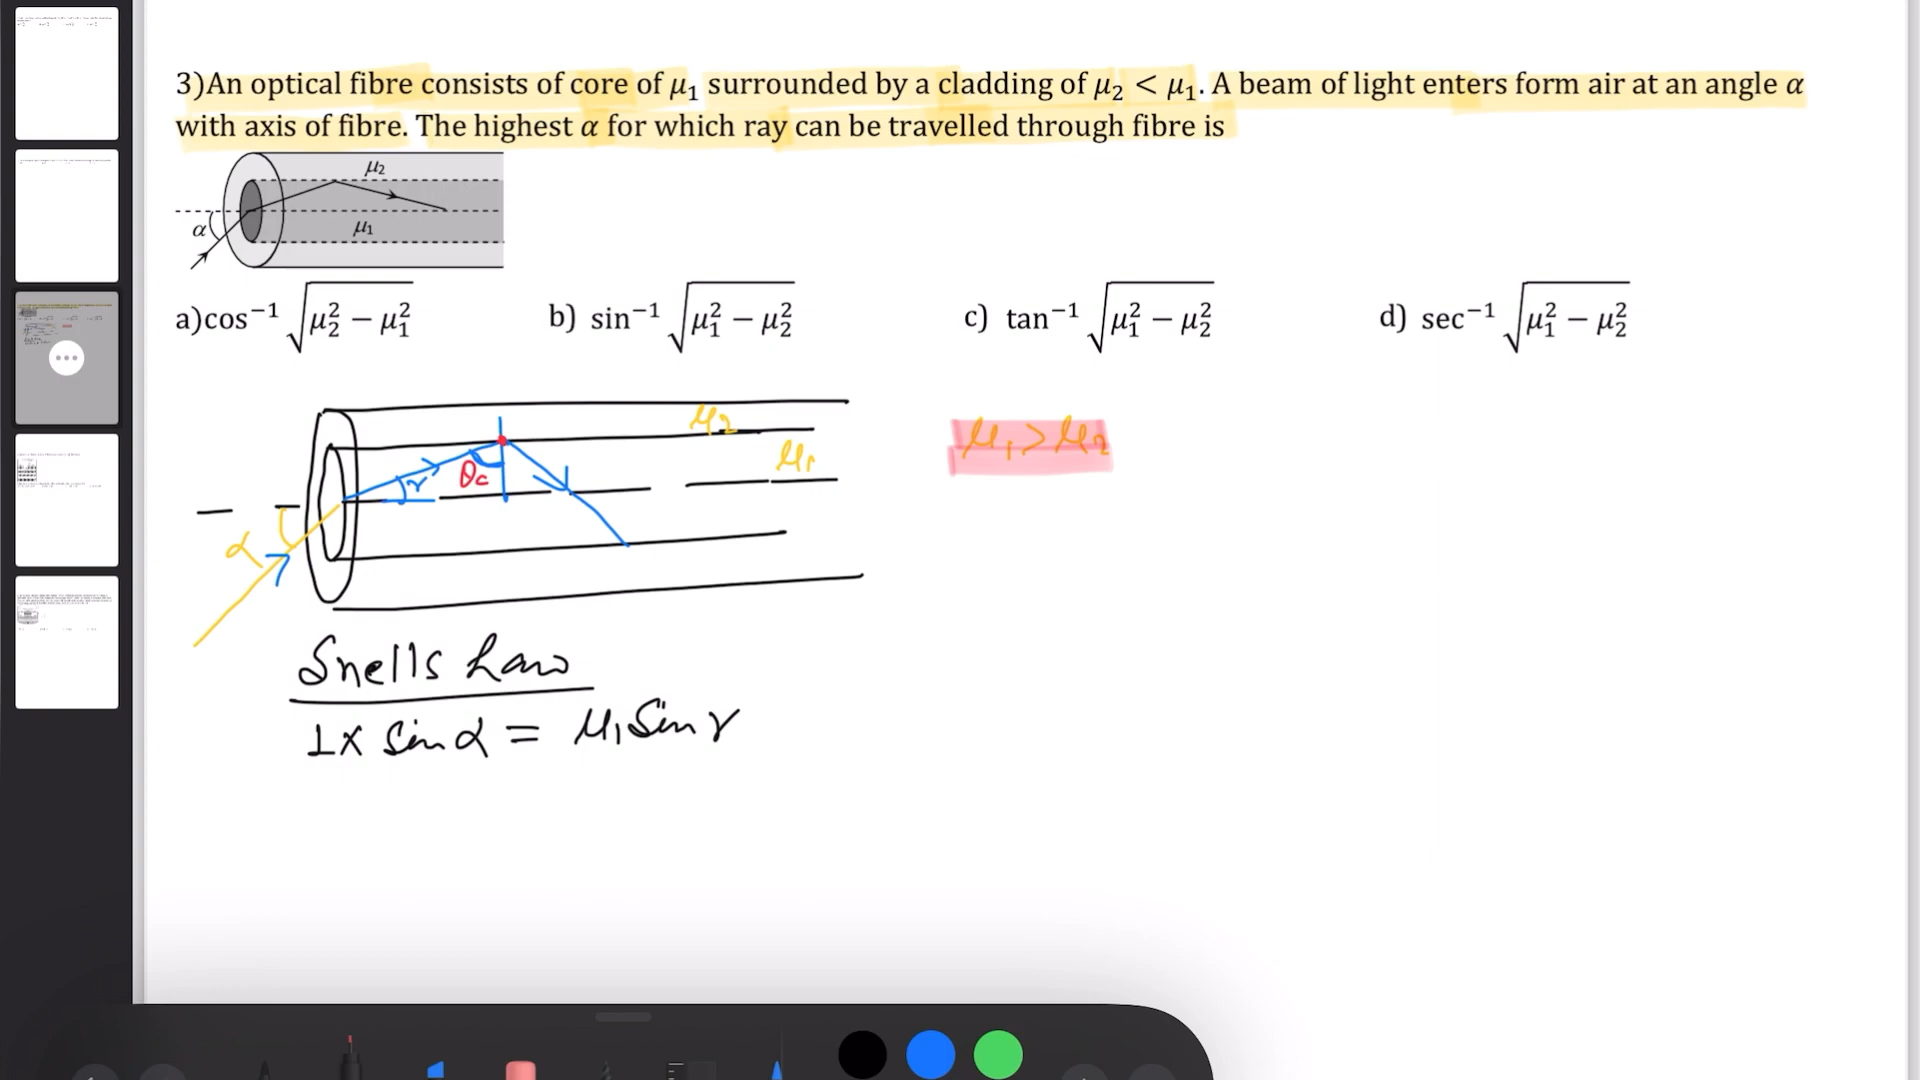 3)An optical fibre consists of core of μ₁ surrounded by a cladding of μ₂ < μ₁. A beam of light enters form air at an angle α
with axis of fibre. The highest α for which ray can be travelled through fibre is
μ₂
α
μ₁
a)cos⁻¹ √(μ₂² − μ₁²) b) sin⁻¹ √(μ₁² − μ₂²) c) tan⁻¹ √(μ₁² − μ₂²) d) sec⁻¹ √(μ₁² − μ₂²)
μ₂
μ₁ > μ₂
μ₁
r θc
α
Snells Law
1× Sin α = μ₁ Sin r